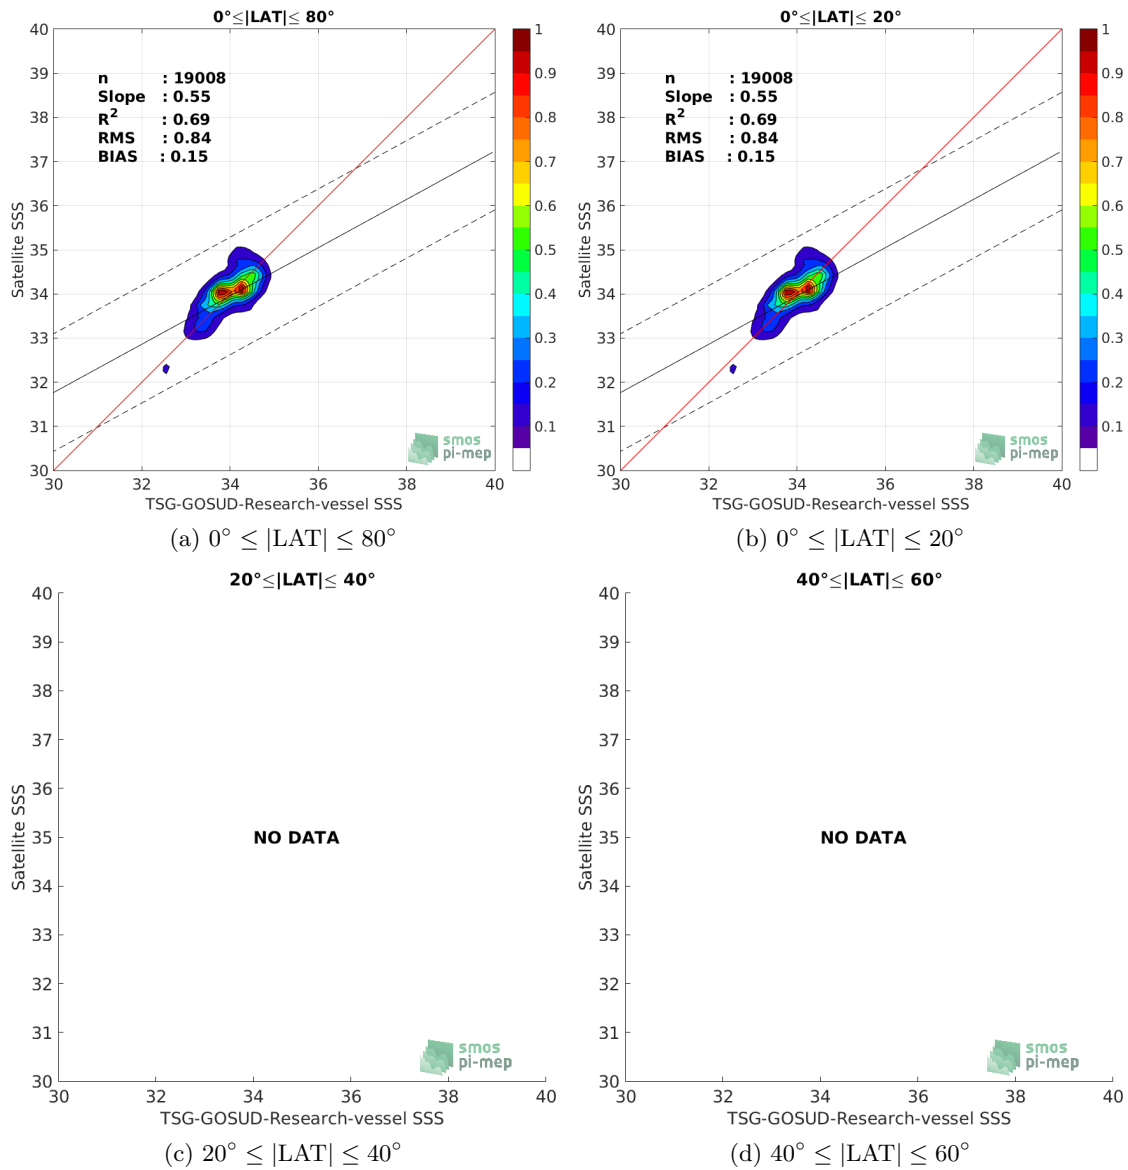 0°≤|LAT|≤ 80°
40
39
38
37
36
35
34
33
32
31
30
Satellite SSS
n : 19008
Slope : 0.55
R² : 0.69
RMS : 0.84
BIAS : 0.15
smos
pi-mep
30 32 34 36 38 40
TSG-GOSUD-Research-vessel SSS
1
0.9
0.8
0.7
0.6
0.5
0.4
0.3
0.2
0.1
(a) 0° ≤ |LAT| ≤ 80°
0°≤|LAT|≤ 20°
40
39
38
37
36
35
34
33
32
31
30
Satellite SSS
n : 19008
Slope : 0.55
R² : 0.69
RMS : 0.84
BIAS : 0.15
smos
pi-mep
30 32 34 36 38 40
TSG-GOSUD-Research-vessel SSS
1
0.9
0.8
0.7
0.6
0.5
0.4
0.3
0.2
0.1
(b) 0° ≤ |LAT| ≤ 20°
20°≤|LAT|≤ 40°
40
39
38
37
36
35
34
33
32
31
30
Satellite SSS
NO DATA
smos
pi-mep
30 32 34 36 38 40
TSG-GOSUD-Research-vessel SSS
(c) 20° ≤ |LAT| ≤ 40°
40°≤|LAT|≤ 60°
40
39
38
37
36
35
34
33
32
31
30
Satellite SSS
NO DATA
smos
pi-mep
30 32 34 36 38 40
TSG-GOSUD-Research-vessel SSS
(d) 40° ≤ |LAT| ≤ 60°